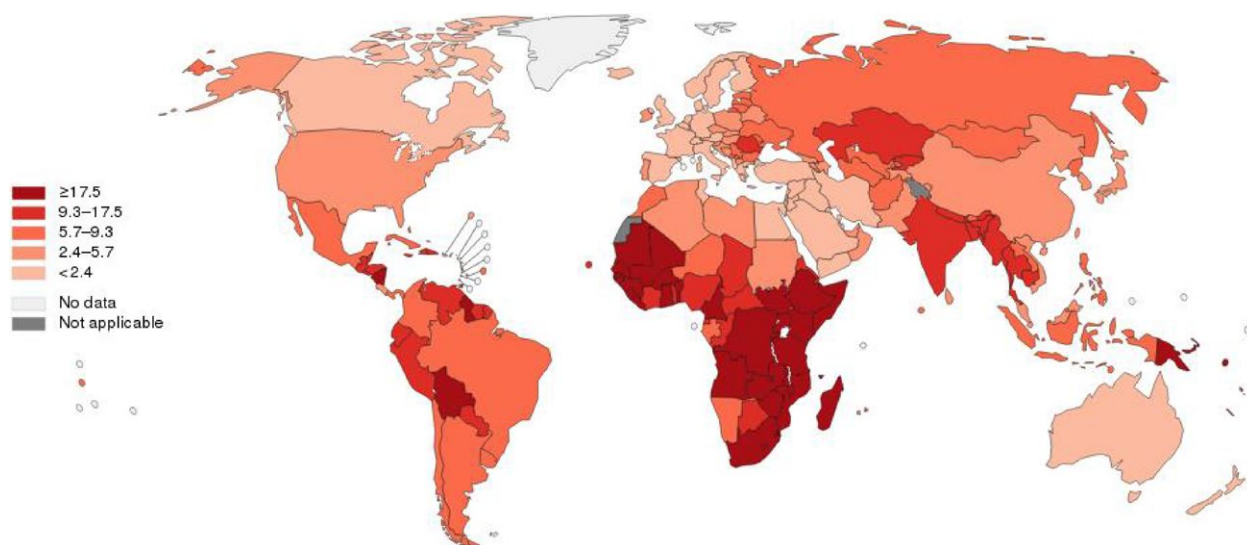 ≥17.5
9.3–17.5
5.7–9.3
2.4–5.7
<2.4
No data
Not applicable